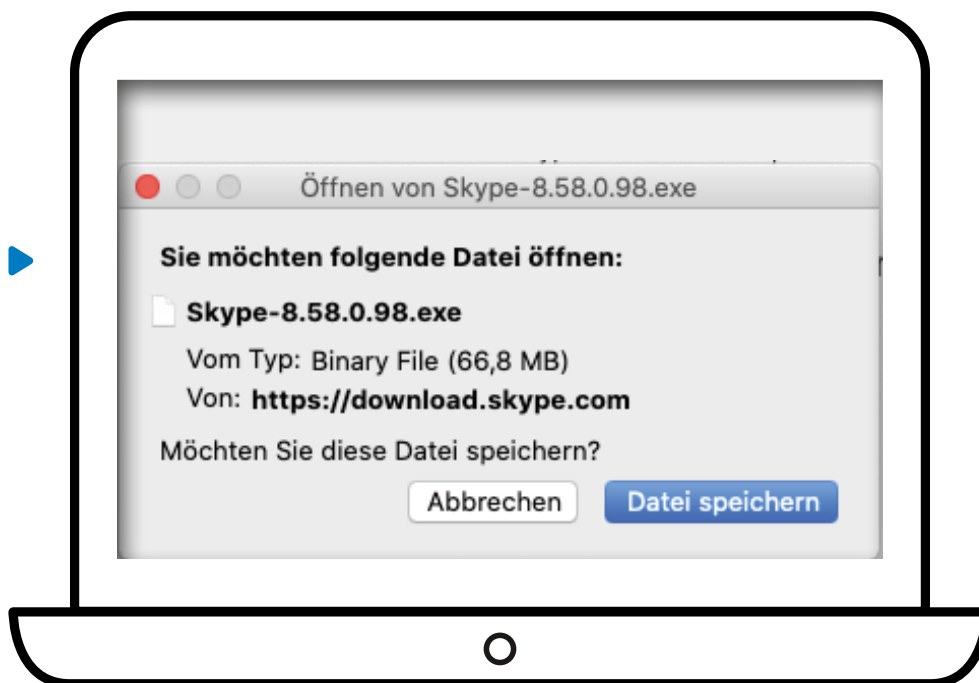 Öffnen von Skype-8.58.0.98.exe
Sie möchten folgende Datei öffnen:
Skype-8.58.0.98.exe
Vom Typ: Binary File (66,8 MB)
Von: https://download.skype.com
Möchten Sie diese Datei speichern?
Abbrechen Datei speichern